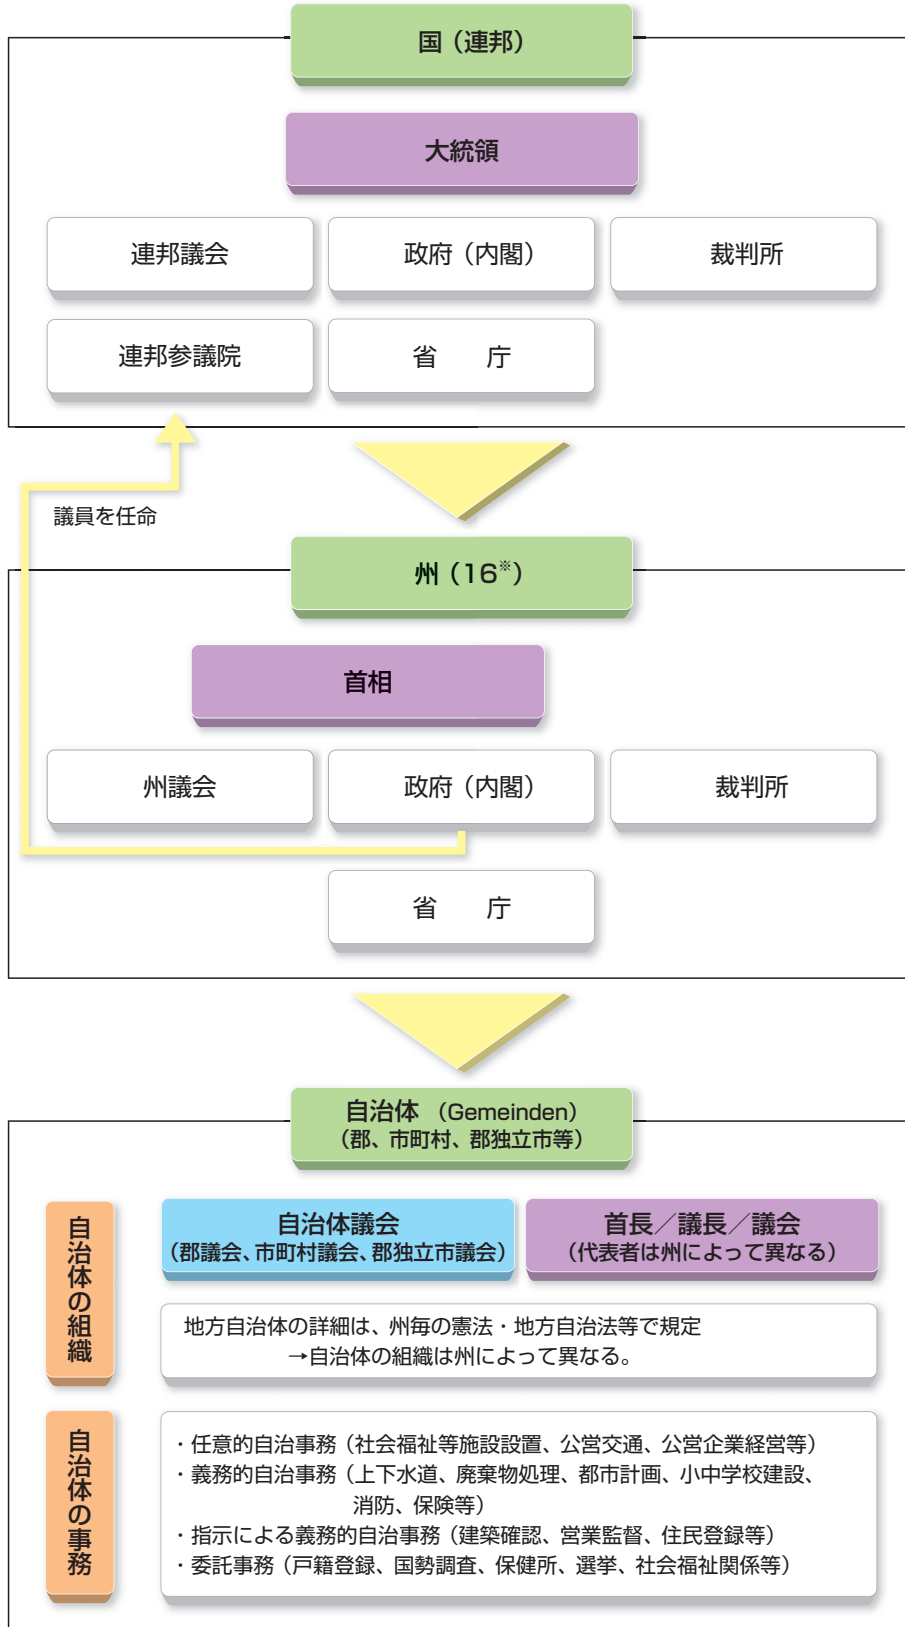 国（連邦）
大統領
連邦議会
政府（内閣）
裁判所
連邦参議院
省　庁
議員を任命
州（16※）
首相
州議会
政府（内閣）
裁判所
省　庁
自治体（Gemeinden）
（郡、市町村、郡独立市等）
自治体の組織
自治体議会
（郡議会、市町村議会、郡独立市議会）
首長／議長／議会
（代表者は州によって異なる）
地方自治体の詳細は、州毎の憲法・地方自治法等で規定
→自治体の組織は州によって異なる。
自治体の事務
・任意的自治事務（社会福祉等施設設置、公営交通、公営企業経営等）
・義務的自治事務（上下水道、廃棄物処理、都市計画、小中学校建設、
消防、保険等）
・指示による義務的自治事務（建築確認、営業監督、住民登録等）
・委託事務（戸籍登録、国勢調査、保健所、選挙、社会福祉関係等）